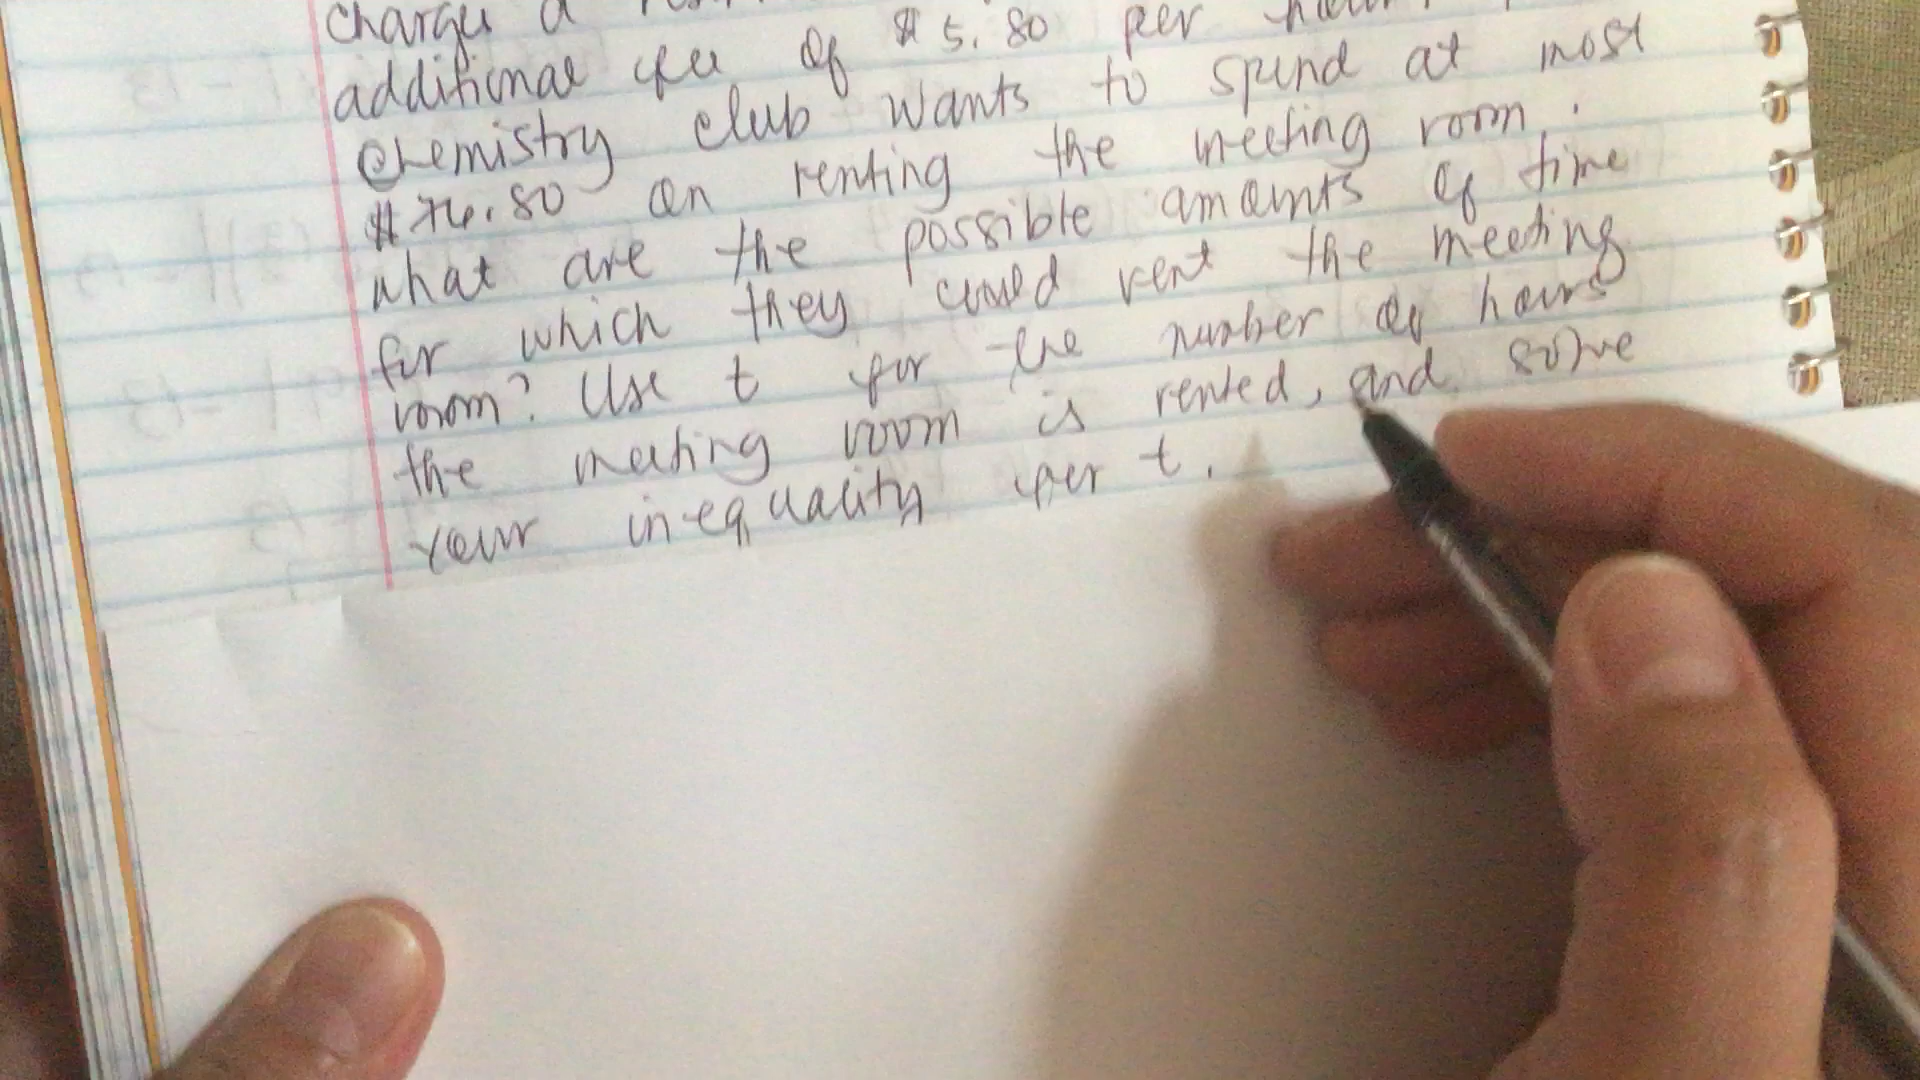 charge a
additional fee of $5.80 per
Chemistry club wants to spend at most
$76.80 on renting the meeting room.
what are the possible amounts of time
for which they could rent the meeting
room? Use t for the number of hours
the meeting room is rented, and solve
your inequality for t.